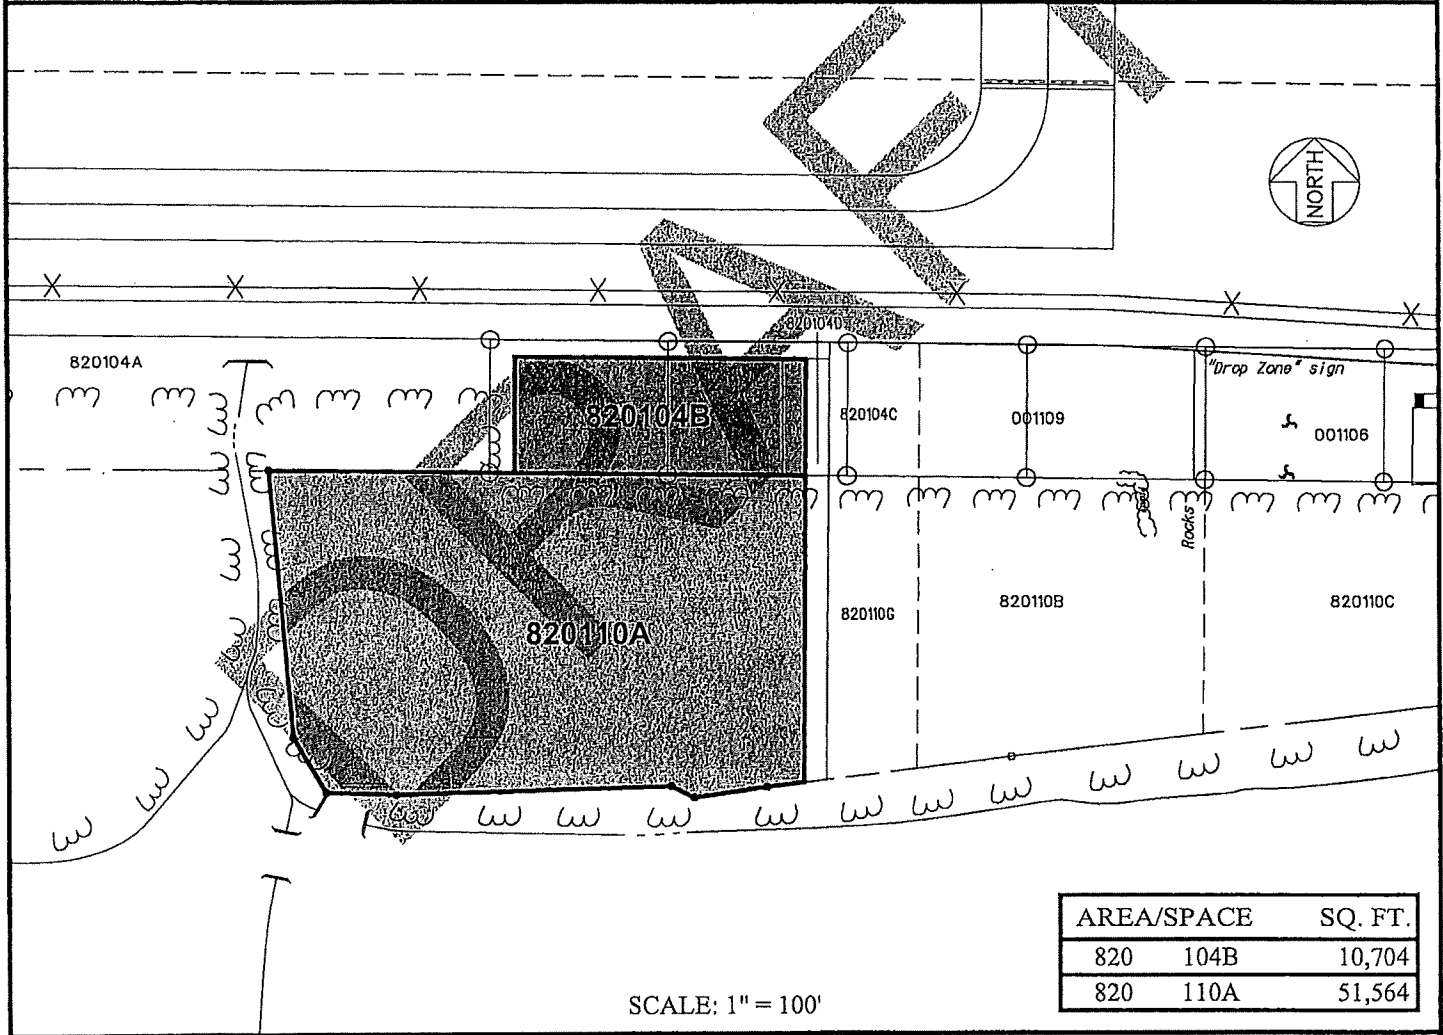 NORTH
820104D
820104A
"Drop Zone" sign
820104B
820104C
001109
001106
Rocks
820110A
820110G
820110B
820110C
AREA/SPACE SQ. FT.
820 104B 10,704
820 110A 51,564
SCALE: 1" = 100'